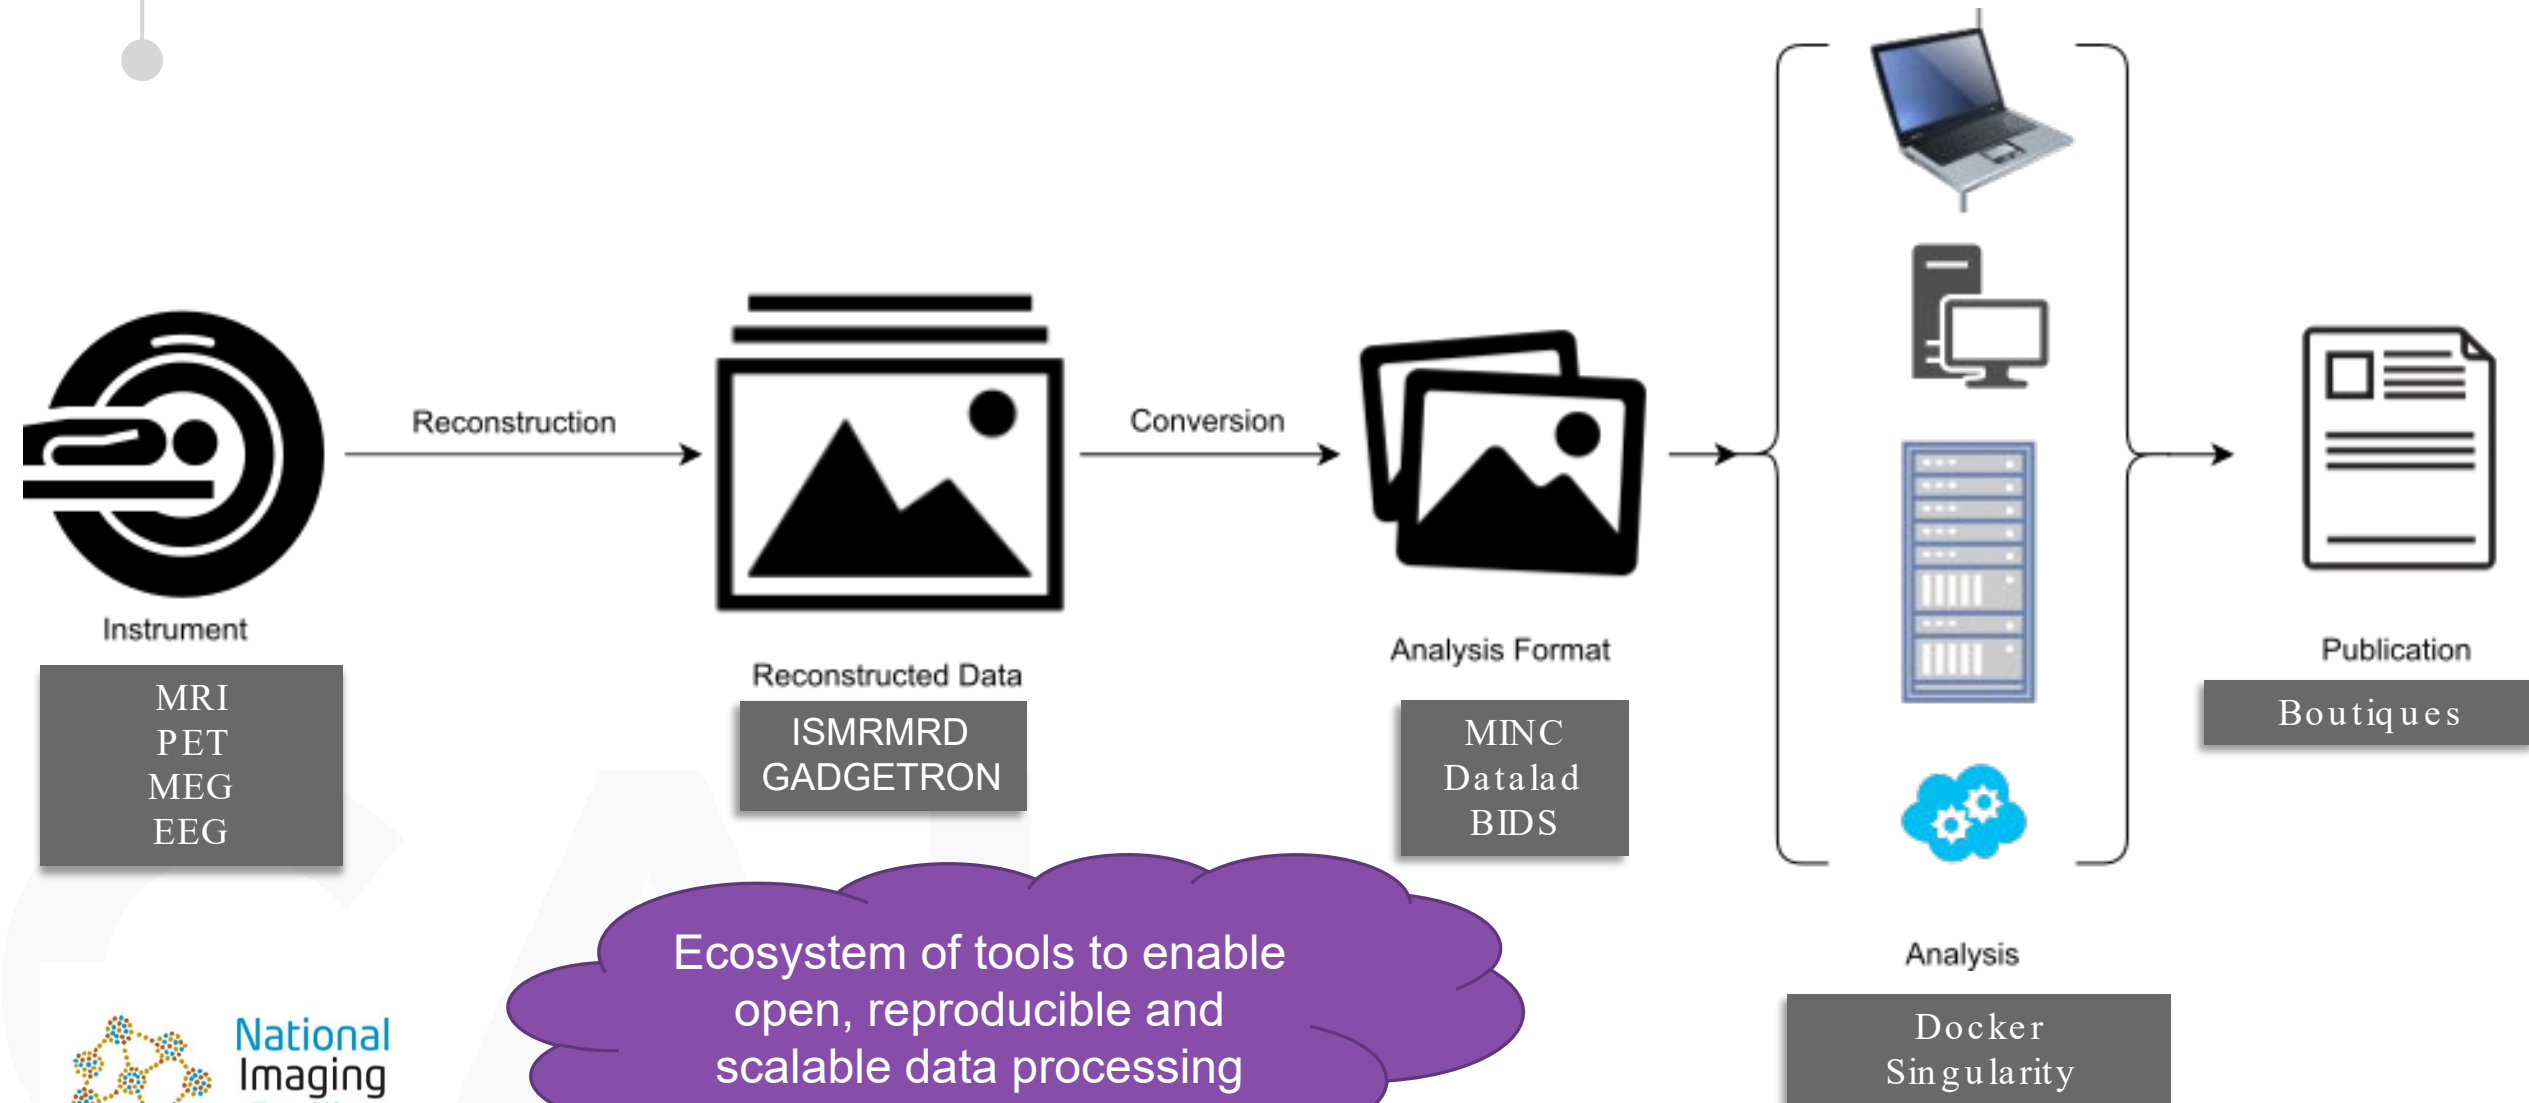 Reconstruction
Conversion
Instrument
MRI
PET
MEG
EEG
Reconstructed Data
ISMRMRD
GADGETRON
Analysis Format
MINC
Datalad
BIDS
Analysis
Docker
Singularity
Publication
Boutiques
Ecosystem of tools to enable
open, reproducible and
scalable data processing
National
Imaging